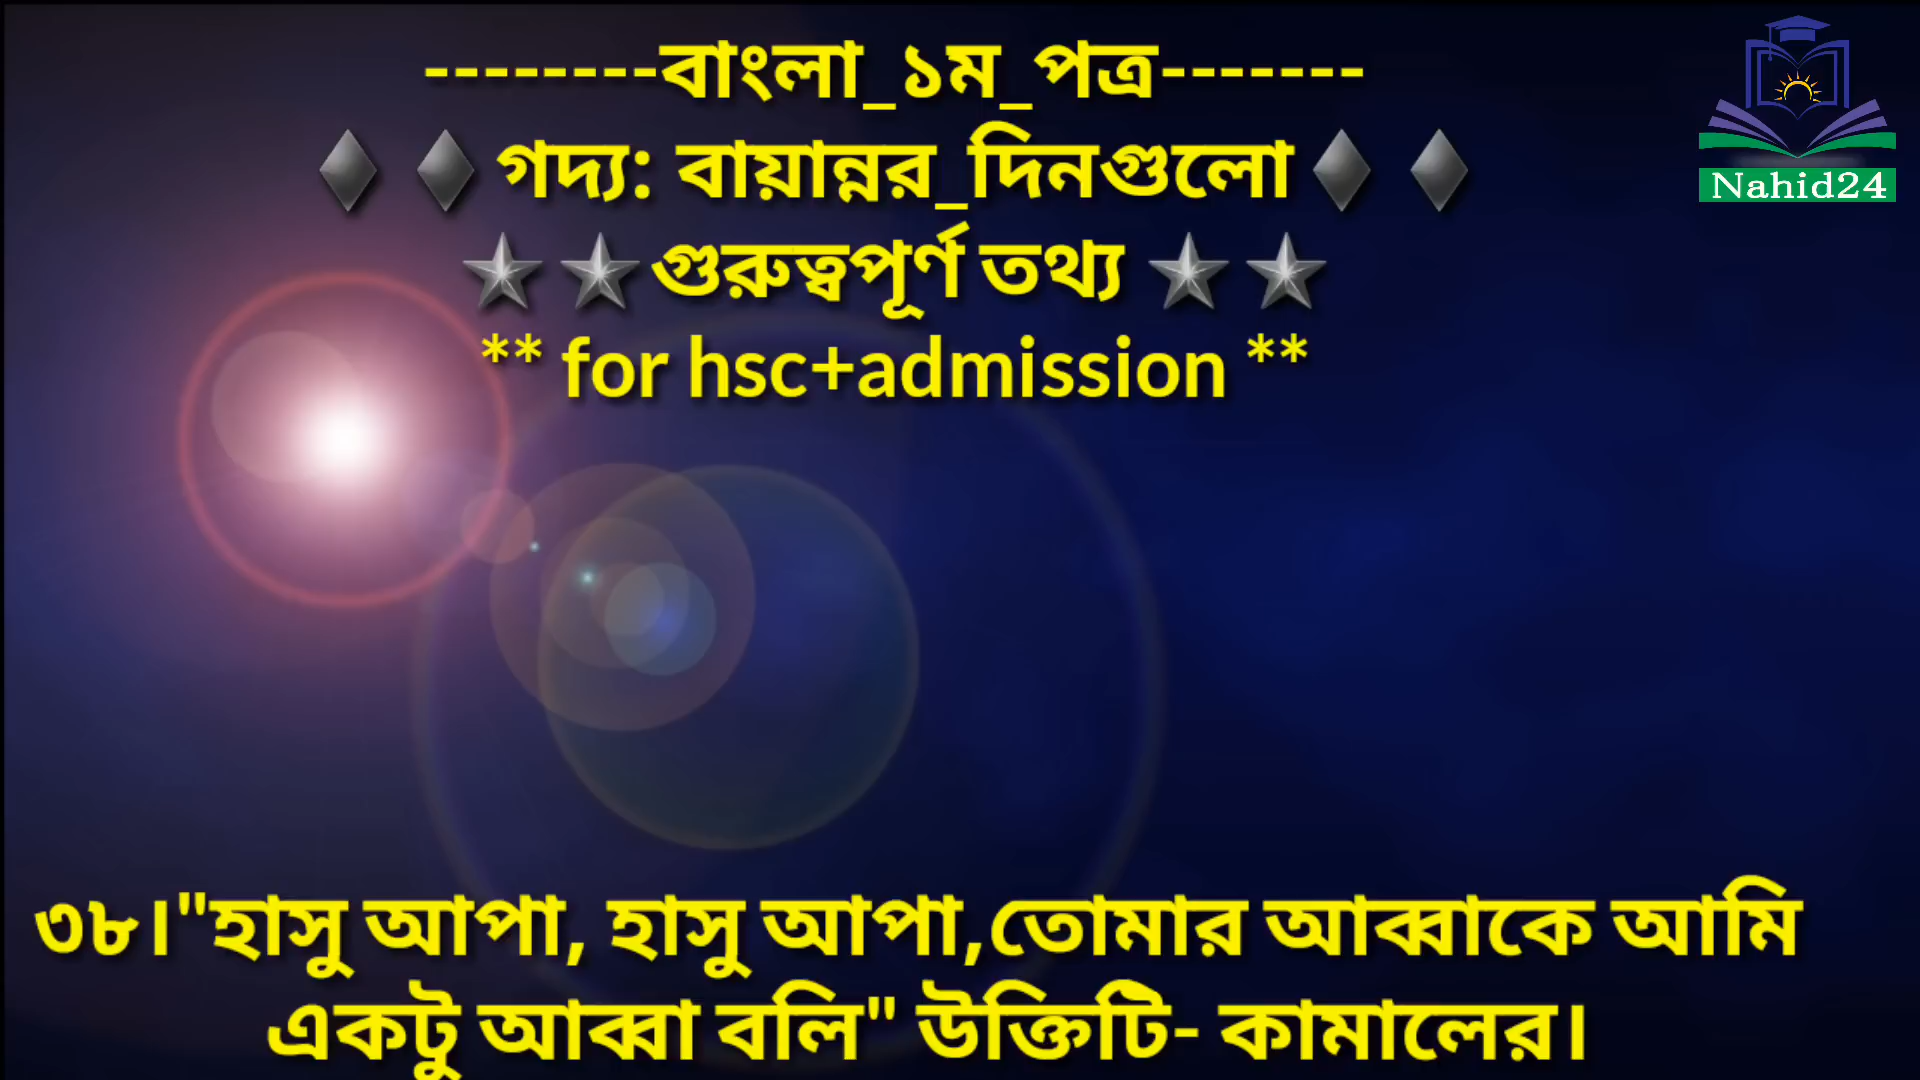 --------বাংলা_১ম_পত্র-------
গদ্য: বায়ান্নর_দিনগুলো
গুরুত্বপূর্ণ তথ্য
** for hsc+admission **
Nahid24
৩৮।"হাসু আপা, হাসু আপা,তোমার আব্বাকে আমি
একটু আব্বা বলি" উক্তিটি- কামালের।